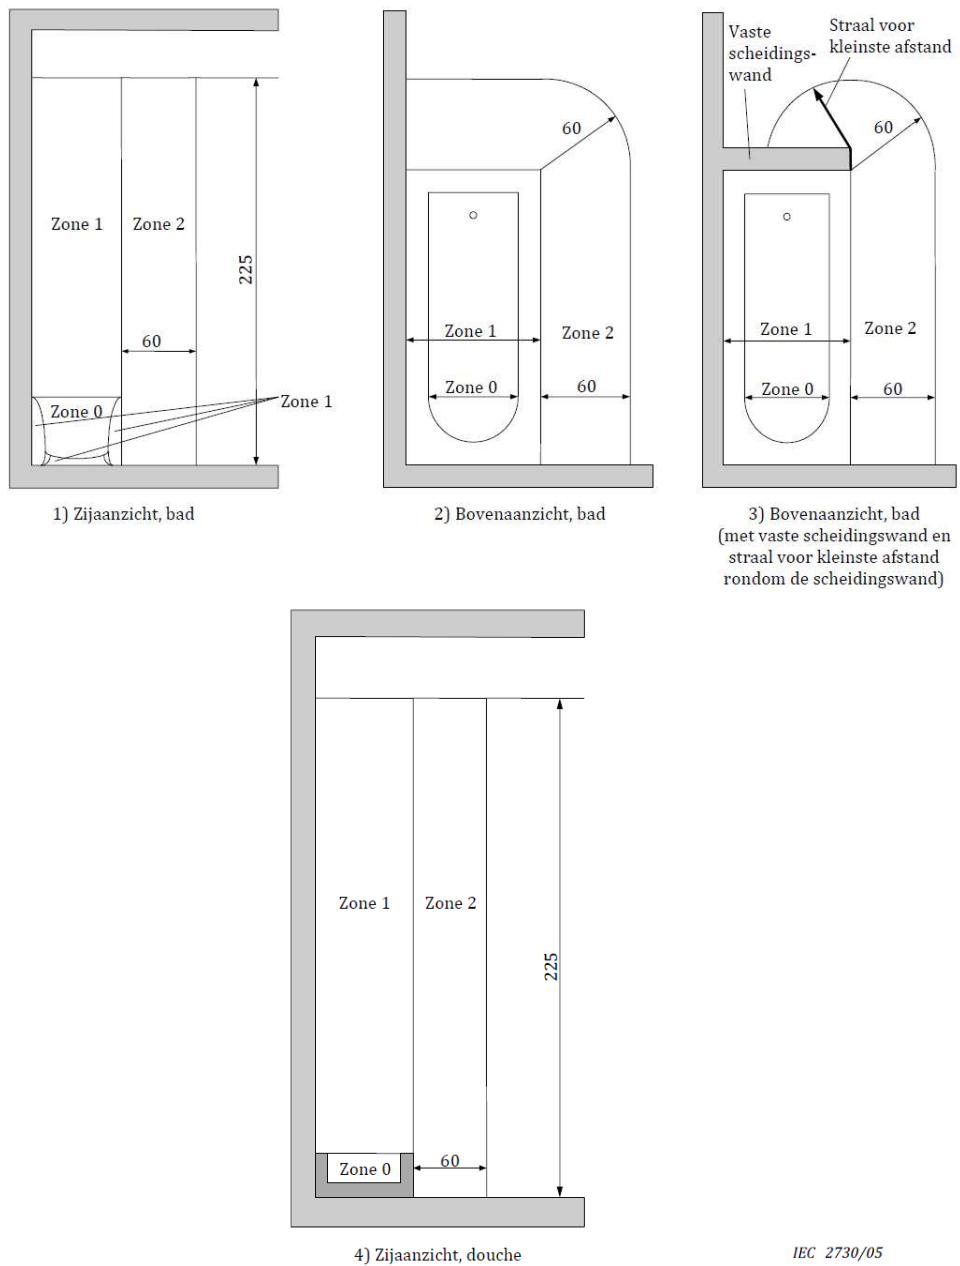 Zone 1
Zone 2
225
60
Zone 0
Zone 1
1) Zijaanzicht, bad
60
Zone 1
Zone 2
Zone 0
60
2) Bovenaanzicht, bad
Vaste
scheidings-
wand
Straal voor
kleinste afstand
60
Zone 1
Zone 2
Zone 0
60
3) Bovenaanzicht, bad
(met vaste scheidingswand en
straal voor kleinste afstand
rondom de scheidingswand)
Zone 1
Zone 2
225
Zone 0
60
4) Zijaanzicht, douche
IEC 2730/05